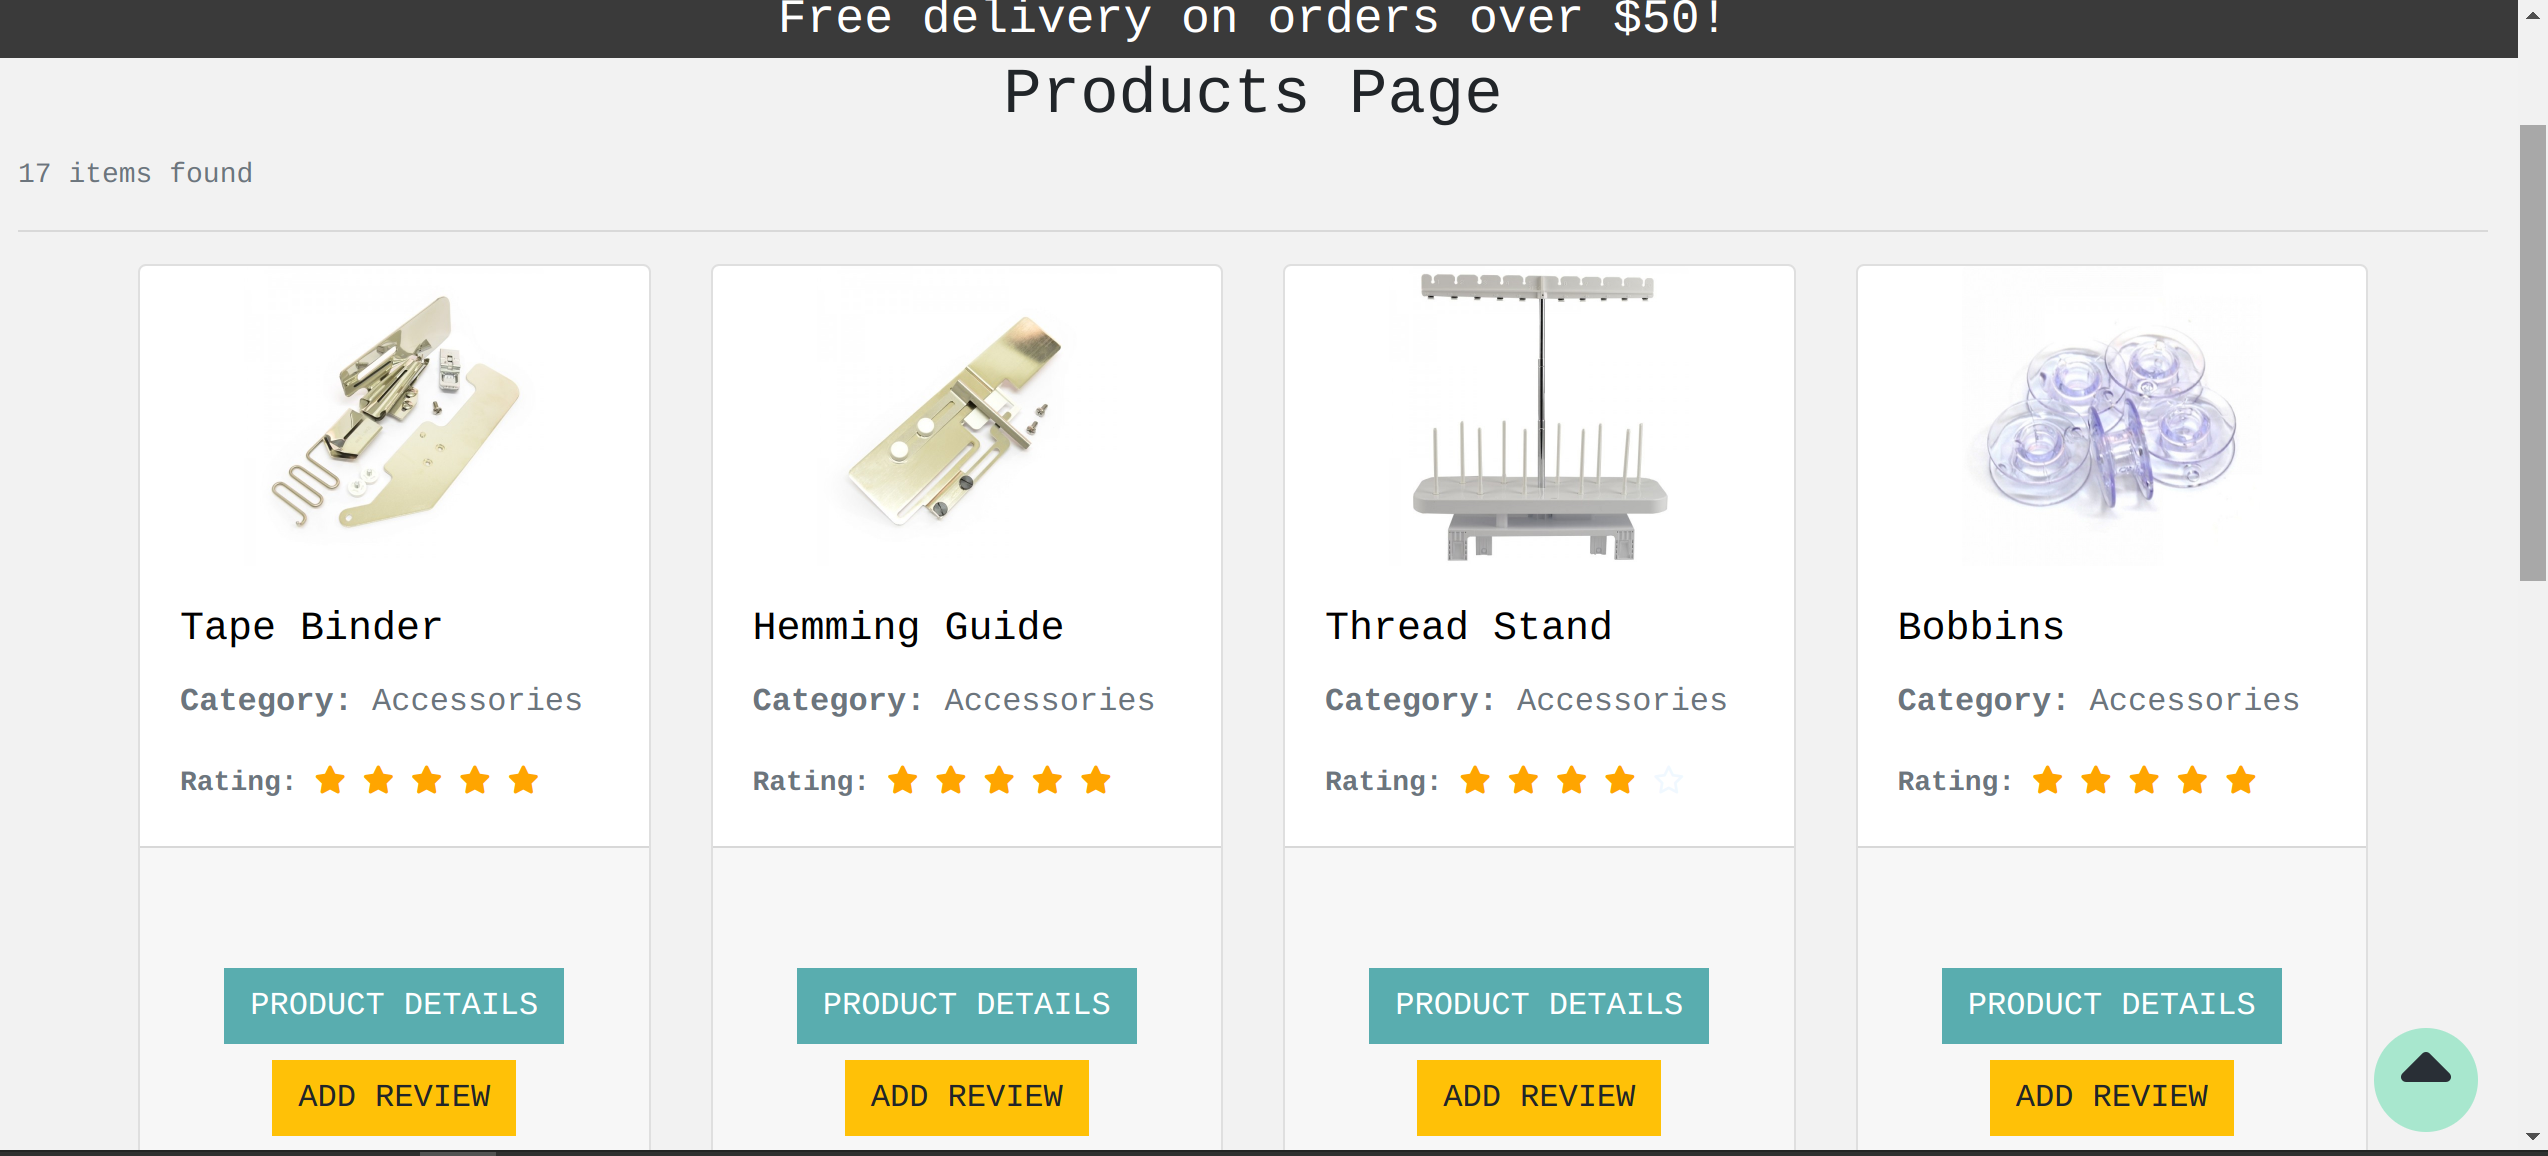 Free delivery on orders over $50!
Products Page
17 items found
Tape Binder
Category: Accessories
Rating:
PRODUCT DETAILS
ADD REVIEW
Hemming Guide
Category: Accessories
Rating:
PRODUCT DETAILS
ADD REVIEW
Thread Stand
Category: Accessories
Rating:
PRODUCT DETAILS
ADD REVIEW
Bobbins
Category: Accessories
Rating:
PRODUCT DETAILS
ADD REVIEW